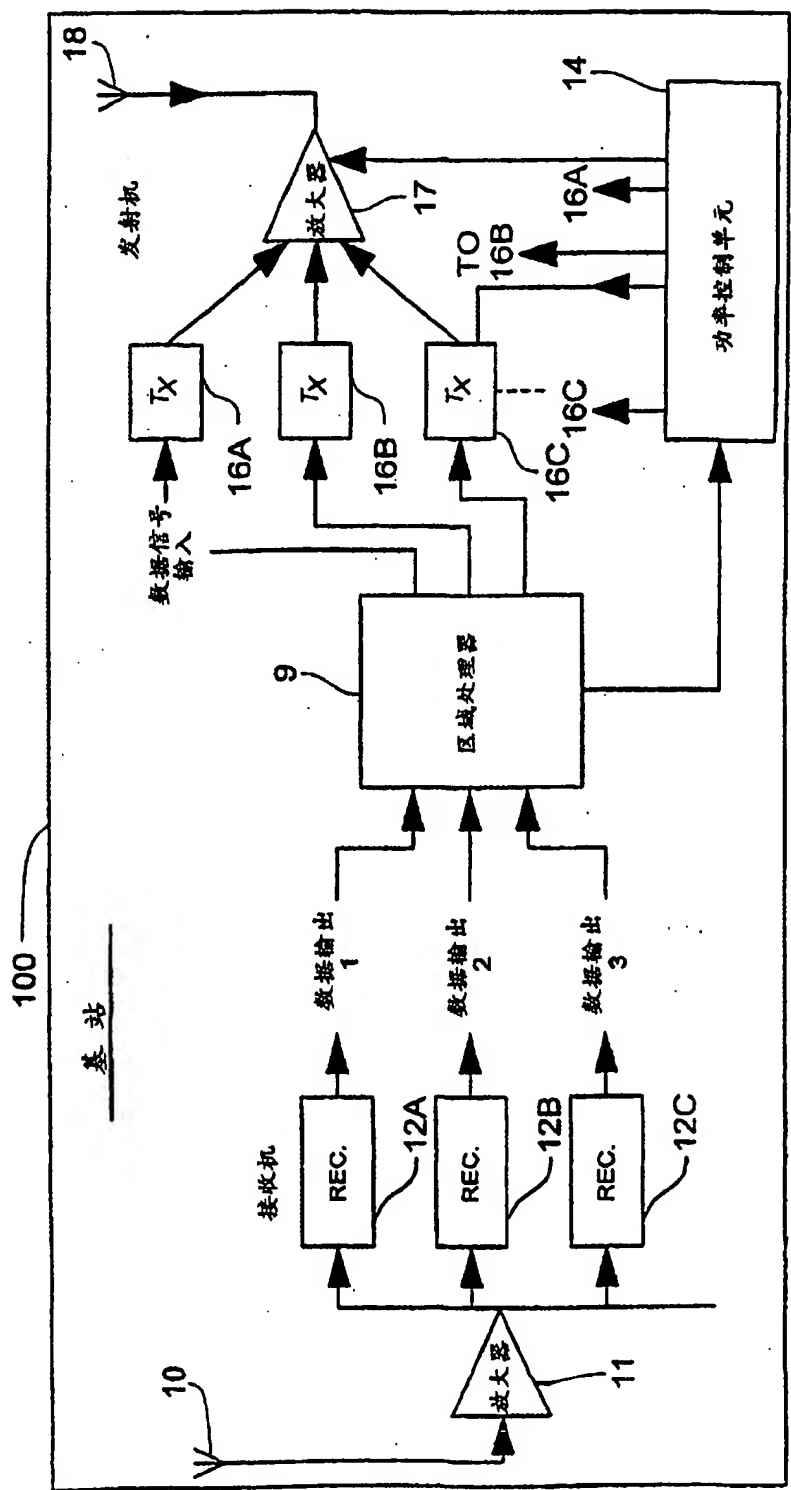 100
基站
10
放大器
11
接收机
REC.
12A
REC.
12B
REC.
12C
数据输出
1
数据输出
2
数据输出
3
9
区域处理器
数据信号
输入
TX
16A
TX
16B
TX
16C
发射机
放大器
17
18
16C
TO
16B
16A
功率控制单元
14